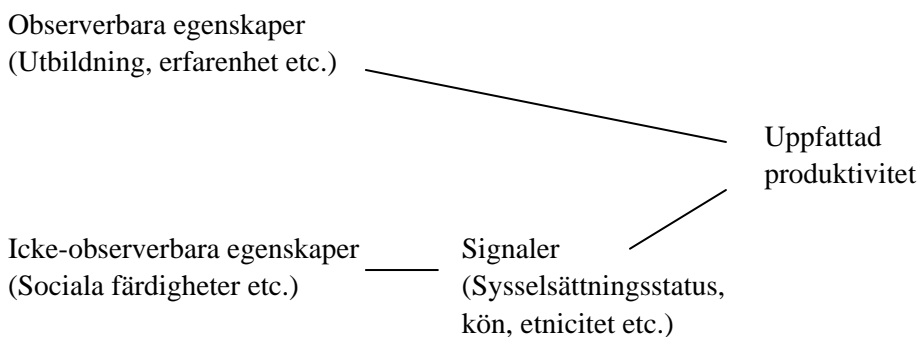 Observerbara egenskaper
(Utbildning, erfarenhet etc.)
Uppfattad
produktivitet
Icke-observerbara egenskaper
(Sociala färdigheter etc.)
Signaler
(Sysselsättningsstatus,
kön, etnicitet etc.)